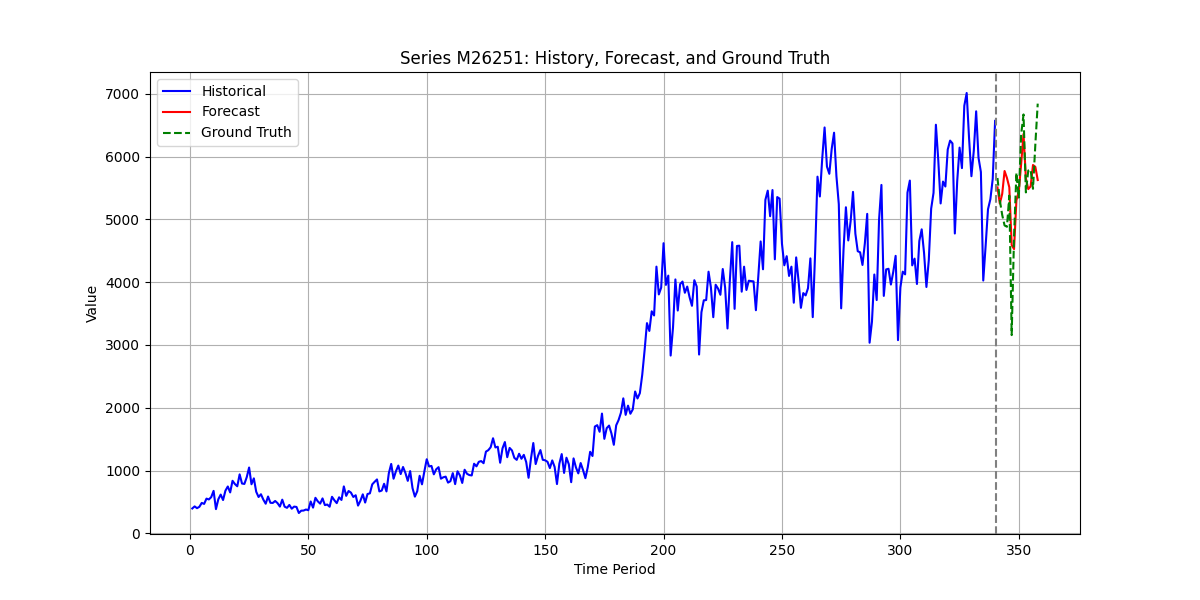 Series M26251: History, Forecast, and Ground Truth
Historical
Forecast
Ground Truth
7000
6000
5000
4000
3000
2000
1000
0
Value
0 50 100 150 200 250 300 350
Time Period